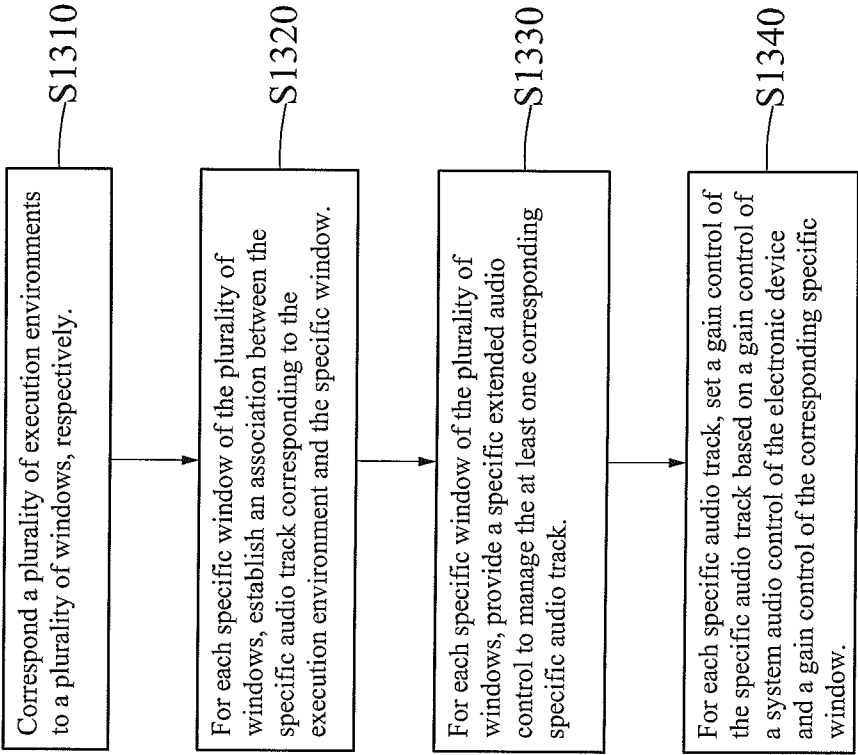 Correspond a plurality of execution environments
to a plurality of windows, respectively.
S1310
For each specific window of the plurality of
windows, establish an association between the
specific audio track corresponding to the
execution environment and the specific window.
S1320
For each specific window of the plurality of
windows, provide a specific extended audio
control to manage the at least one corresponding
specific audio track.
S1330
For each specific audio track, set a gain control of
the specific audio track based on a gain control of
a system audio control of the electronic device
and a gain control of the corresponding specific
window.
S1340